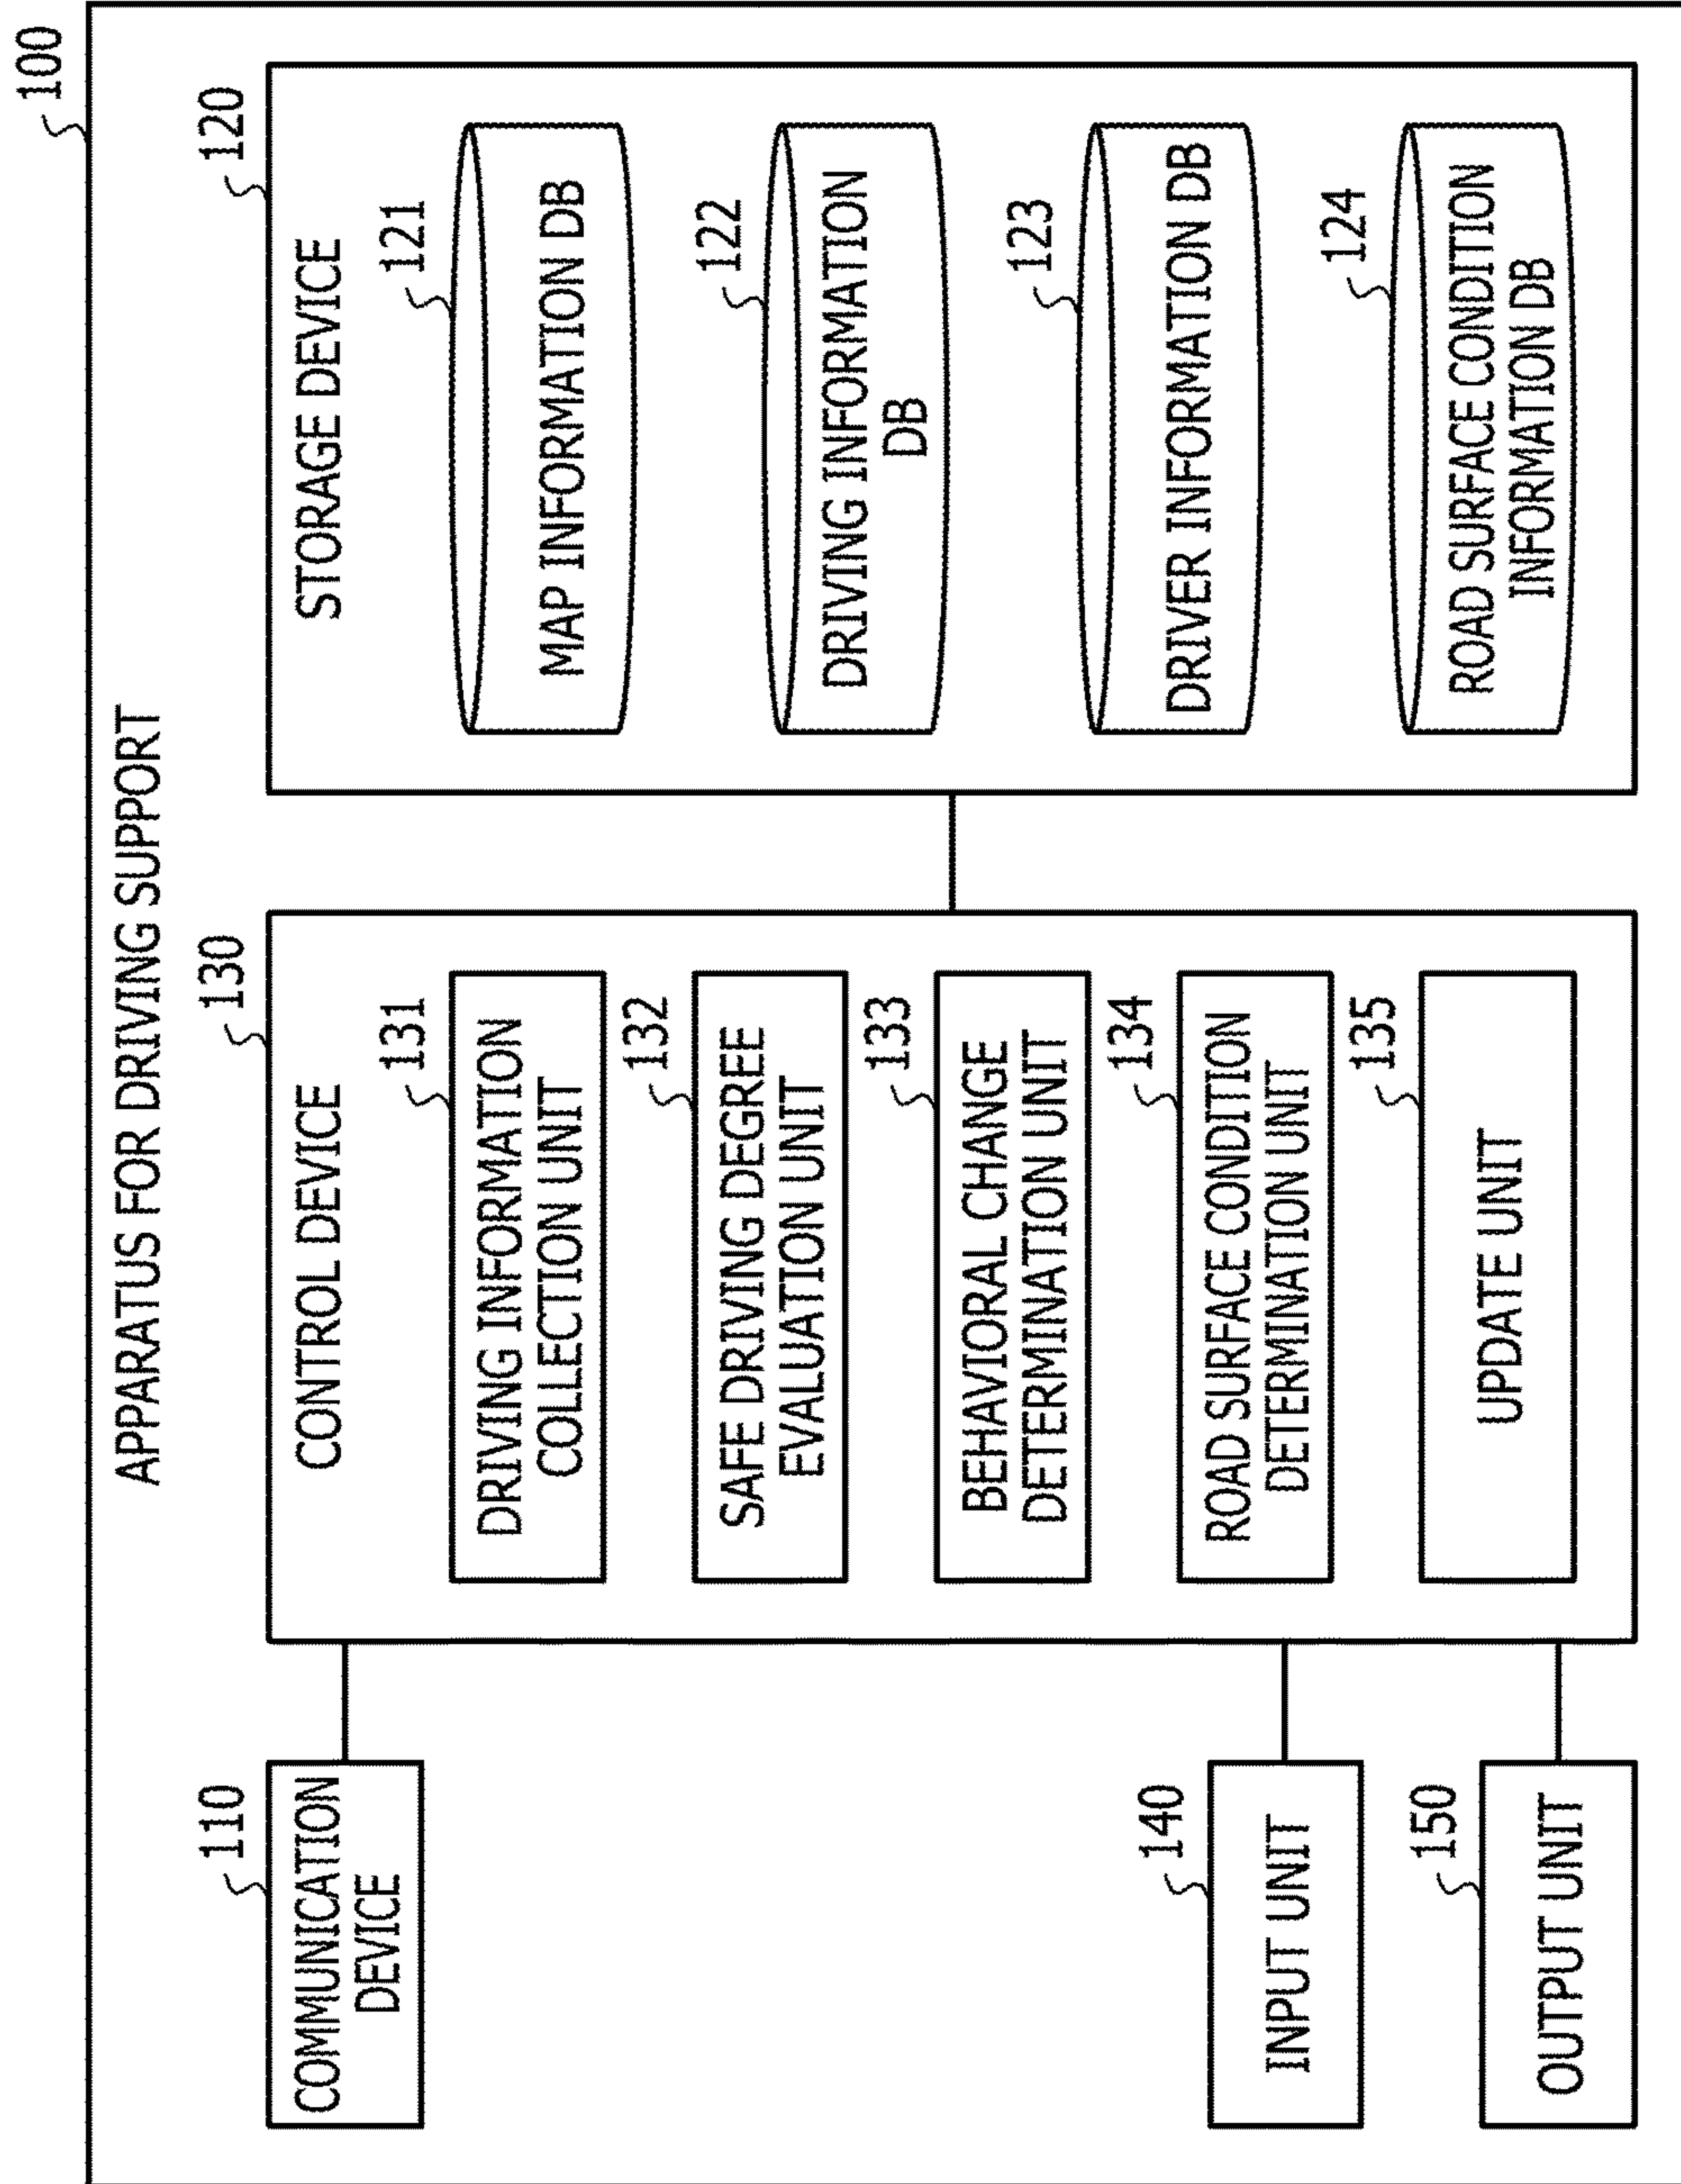 100
APPARATUS FOR DRIVING SUPPORT
110
COMMUNICATION
DEVICE
140
INPUT UNIT
150
OUTPUT UNIT
130
CONTROL DEVICE
131
DRIVING INFORMATION
COLLECTION UNIT
132
SAFE DRIVING DEGREE
EVALUATION UNIT
133
BEHAVIORAL CHANGE
DETERMINATION UNIT
134
ROAD SURFACE CONDITION
DETERMINATION UNIT
135
UPDATE UNIT
120
STORAGE DEVICE
121
MAP INFORMATION DB
122
DRIVING INFORMATION
DB
123
DRIVER INFORMATION DB
124
ROAD SURFACE CONDITION
INFORMATION DB